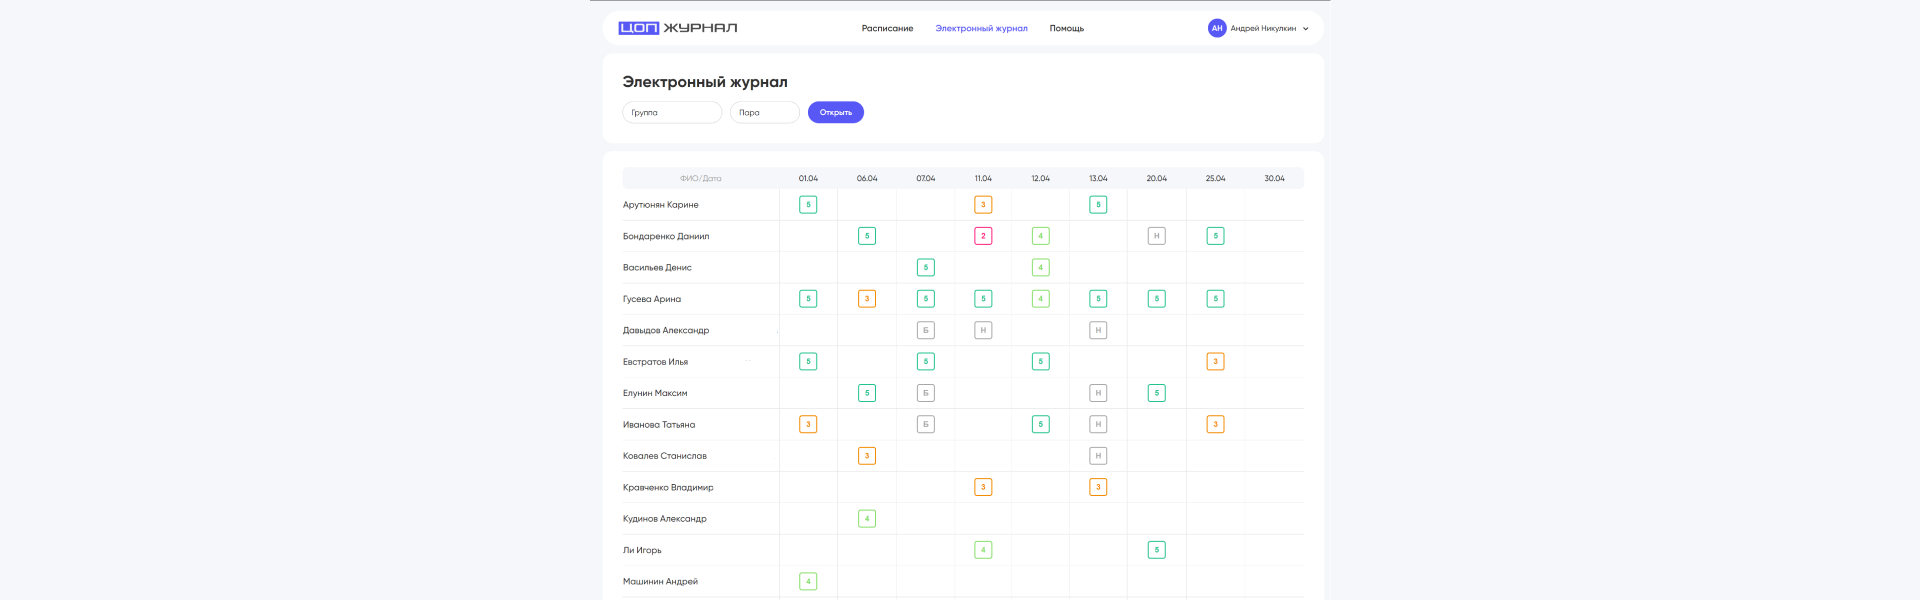 ЦОП ЖУРНАЛ Расписание Электронный журнал Помощь АН Андрей Никулкин
Электронный журнал
Группа Пара Открыть
ФИО/Дата 01.04 06.04 07.04 11.04 12.04 13.04 20.04 25.04 30.04
Арутюнян Карине 5 3 5
Бондаренко Даниил 5 2 4 Н 5
Васильев Денис 5 4
Гусева Арина 5 3 5 5 4 5 5 5
Давыдов Александр Б Н Н
Евстратов Илья 5 5 5 3
Елунин Максим 5 Б Н 5
Иванова Татьяна 3 Б 5 Н 3
Ковалев Станислав 3 Н
Кравченко Владимир 3 3
Кудинов Александр 4
Ли Игорь 4 5
Машинин Андрей 4